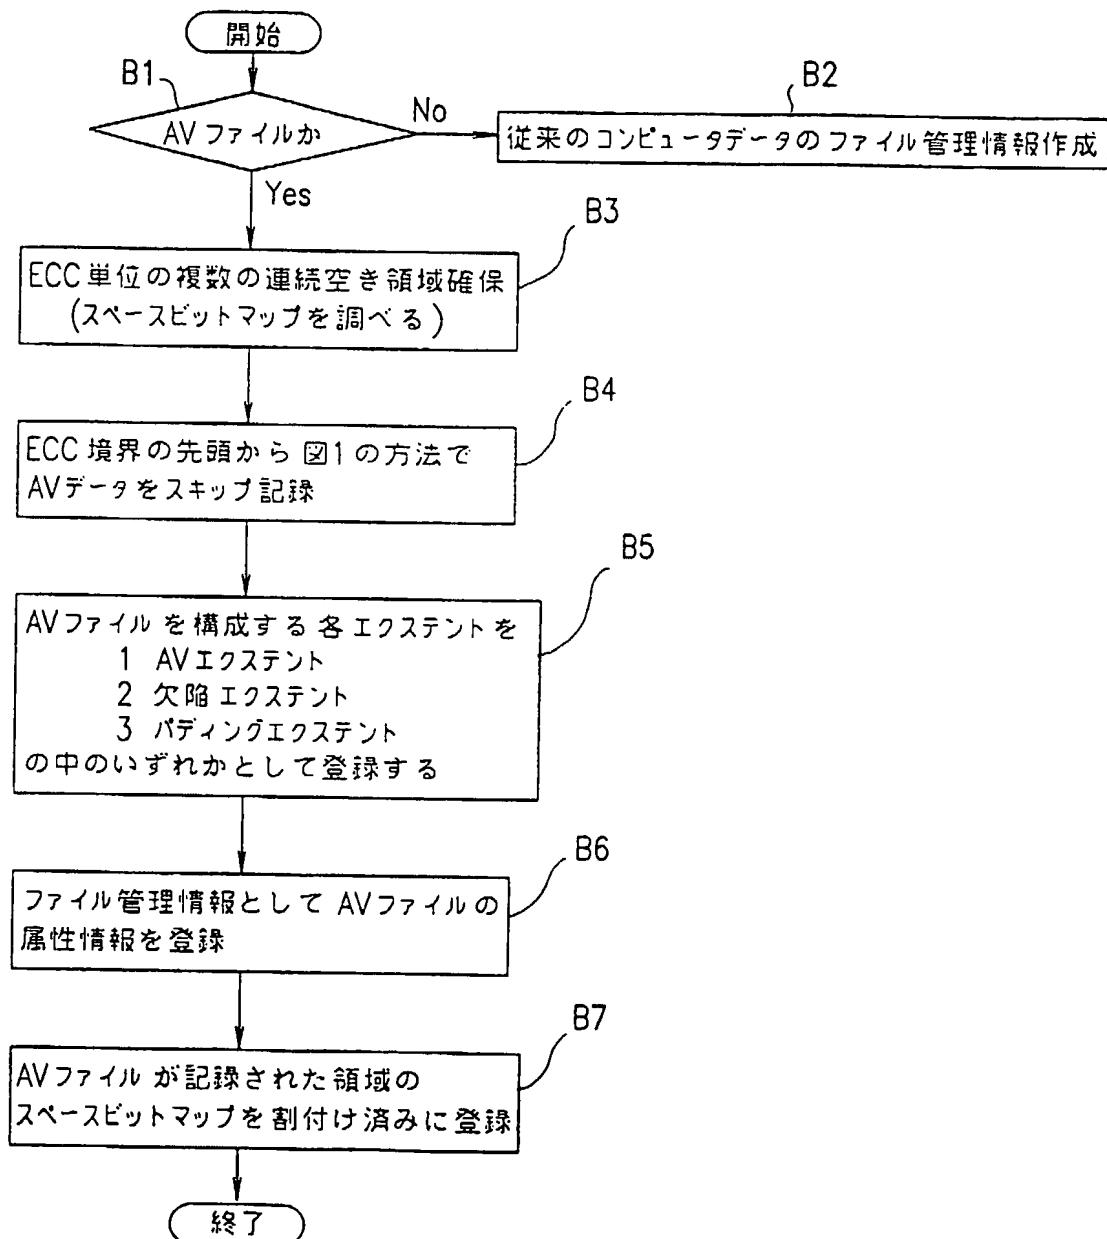 開始
B1
AVファイルか
No
B2
従来のコンピュータデータのファイル管理情報作成
Yes
B3
ECC単位の複数の連続空き領域確保
(スペースビットマップを調べる)
B4
ECC境界の先頭から図1の方法で
AVデータをスキップ記録
B5
AVファイルを構成する各エクステントを
1 AVエクステント
2 欠陥エクステント
3 パディングエクステント
の中のいずれかとして登録する
B6
ファイル管理情報としてAVファイルの
属性情報を登録
B7
AVファイルが記録された領域の
スペースビットマップを割付け済みに登録
終了